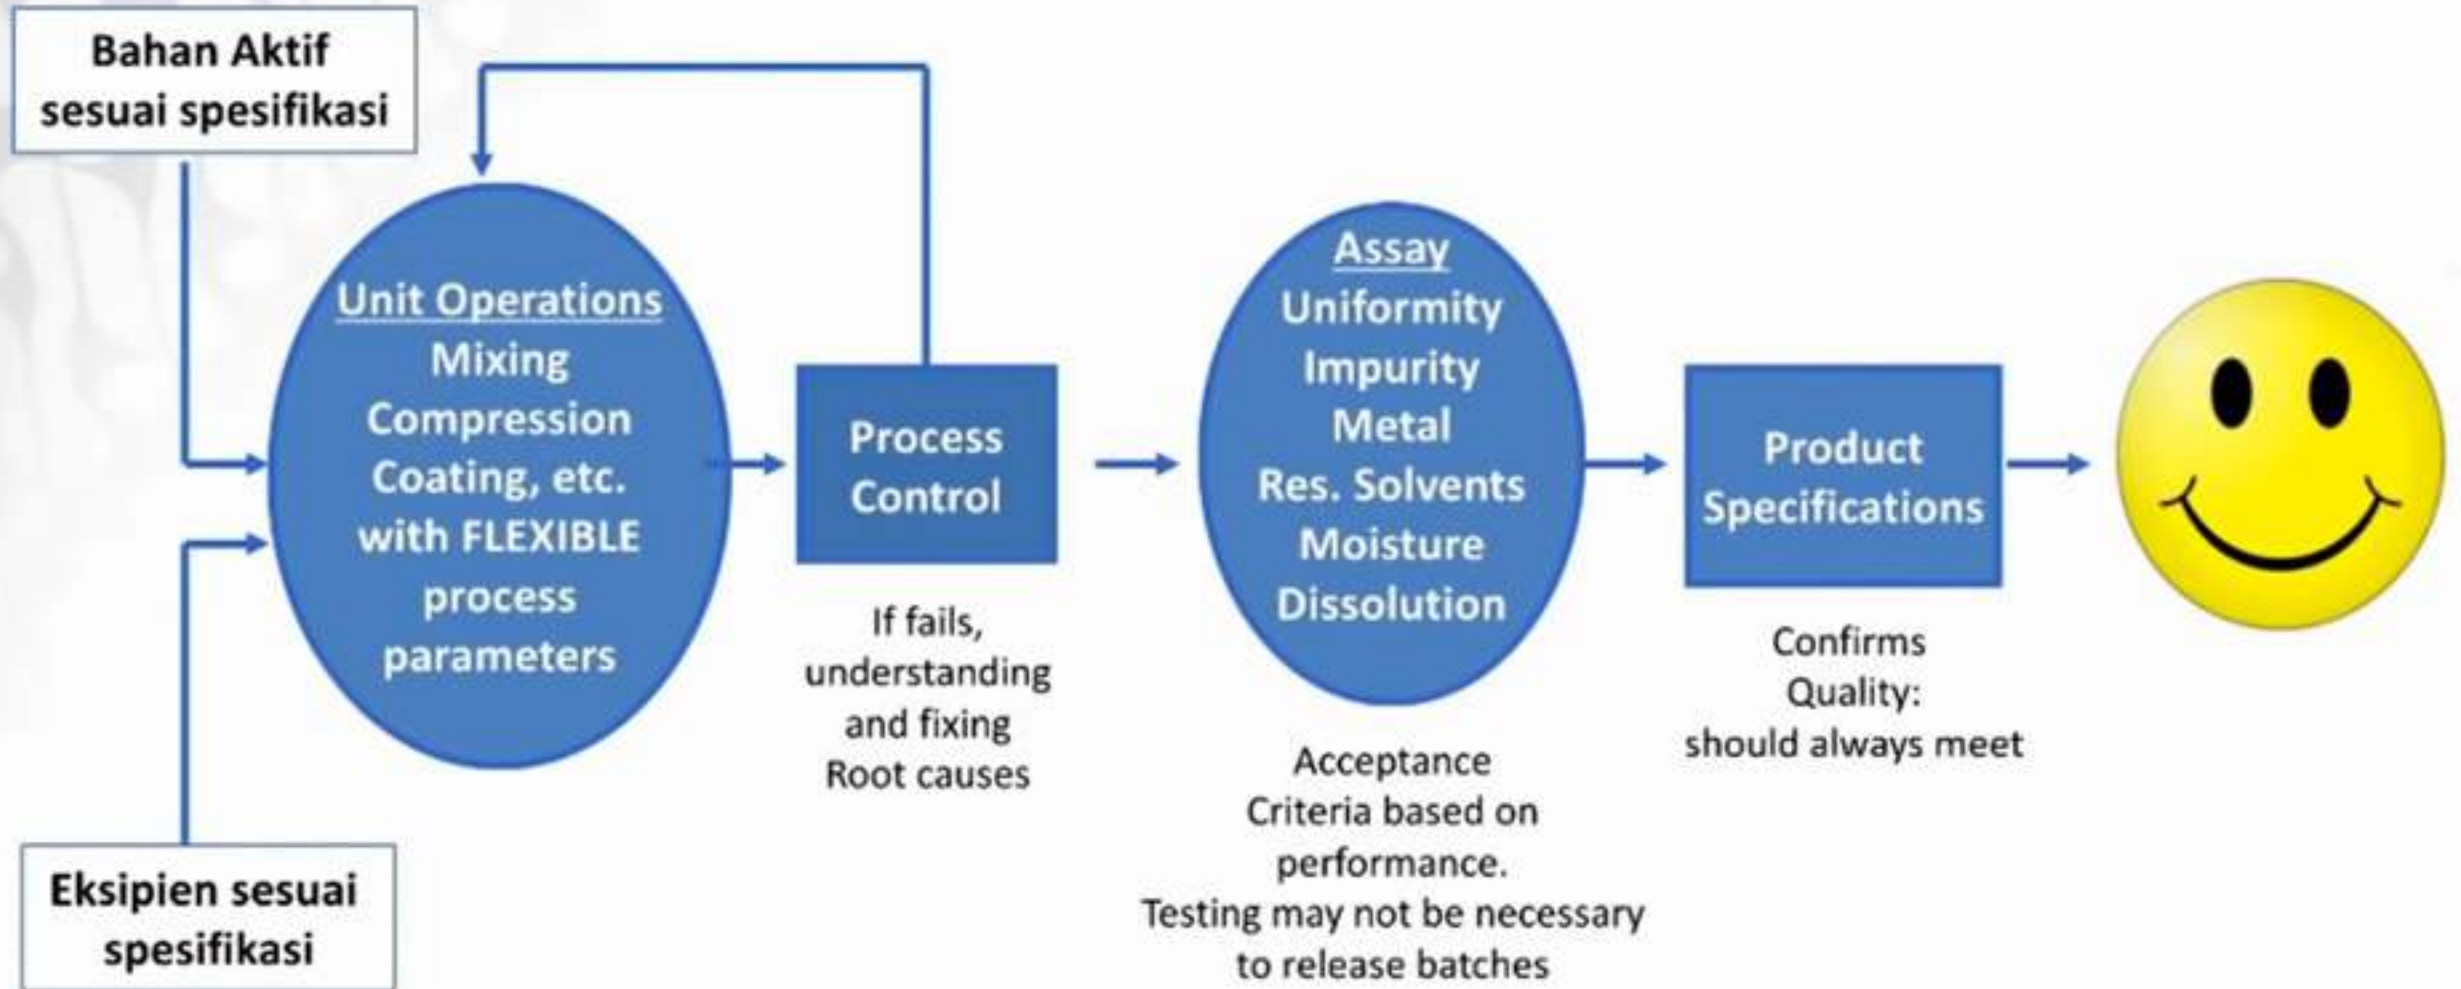 Bahan Aktif
sesuai spesifikasi
Unit Operations
Mixing
Compression
Coating, etc.
with FLEXIBLE
process
parameters
Eksipien sesuai
spesifikasi
Process
Control
If fails,
understanding
and fixing
Root causes
Assay
Uniformity
Impurity
Metal
Res. Solvents
Moisture
Dissolution
Acceptance
Criteria based on
performance.
Testing may not be necessary
to release batches
Product
Specifications
Confirms
Quality:
should always meet